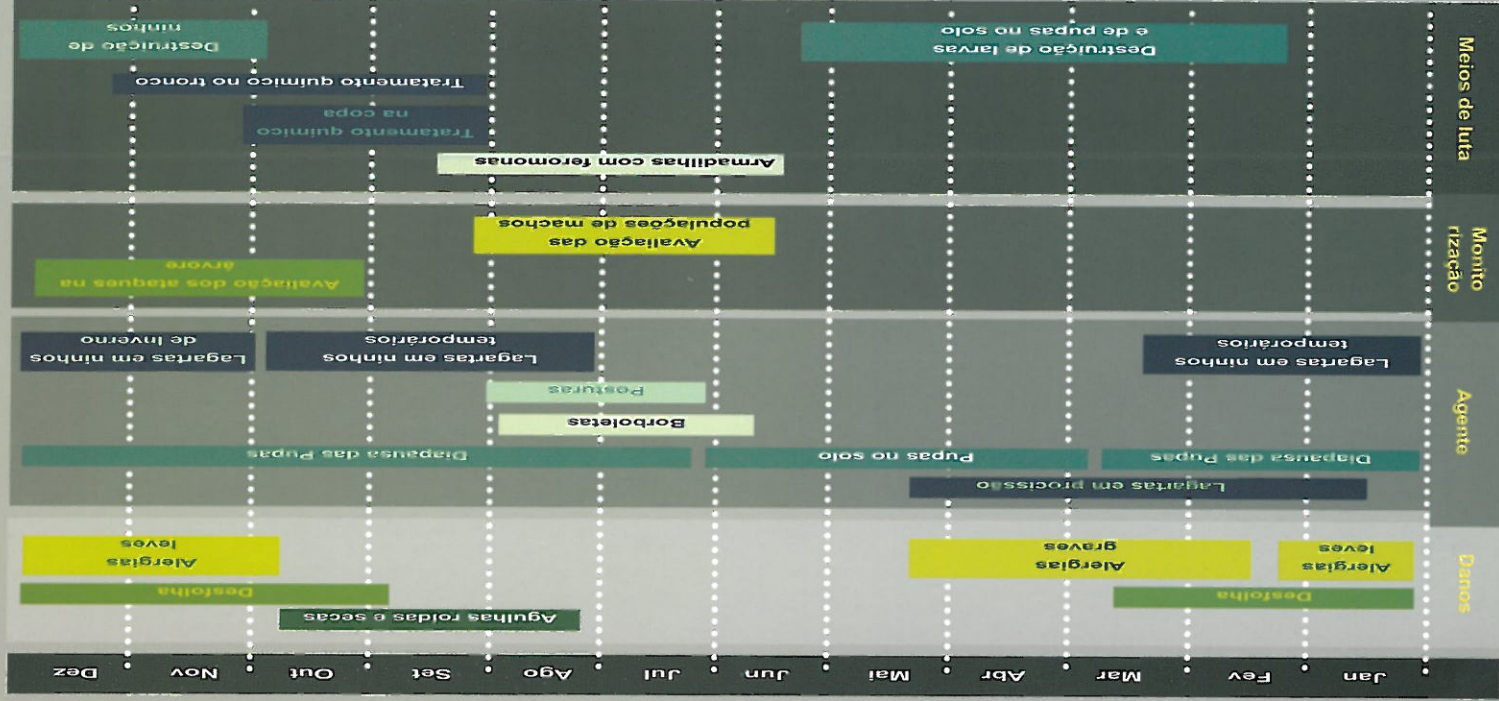 Jan Fev Mar Abr Mai Jun Jul Ago Set Out Nov Dez
Danos
Agulhas roídas e secas
Desfolha
Desfolha
Alergias
leves
Alergias
graves
Alergias
leves
Agente
Lagartas em procissão
Diapausa das Pupas
Pupas no solo
Diapausa das Pupas
Borboletas
Posturas
Lagartas em ninhos
temporários
Lagartas em ninhos
temporários
Lagartas em ninhos
de Inverno
Monito
rização
Avaliação dos ataques na
árvore
Avaliação das
populações de machos
Meios de luta
Armadilhas com feromonas
Tratamento químico
na copa
Tratamento químico no tronco
Destruição de larvas
e de pupas no solo
Destruição de
ninhos